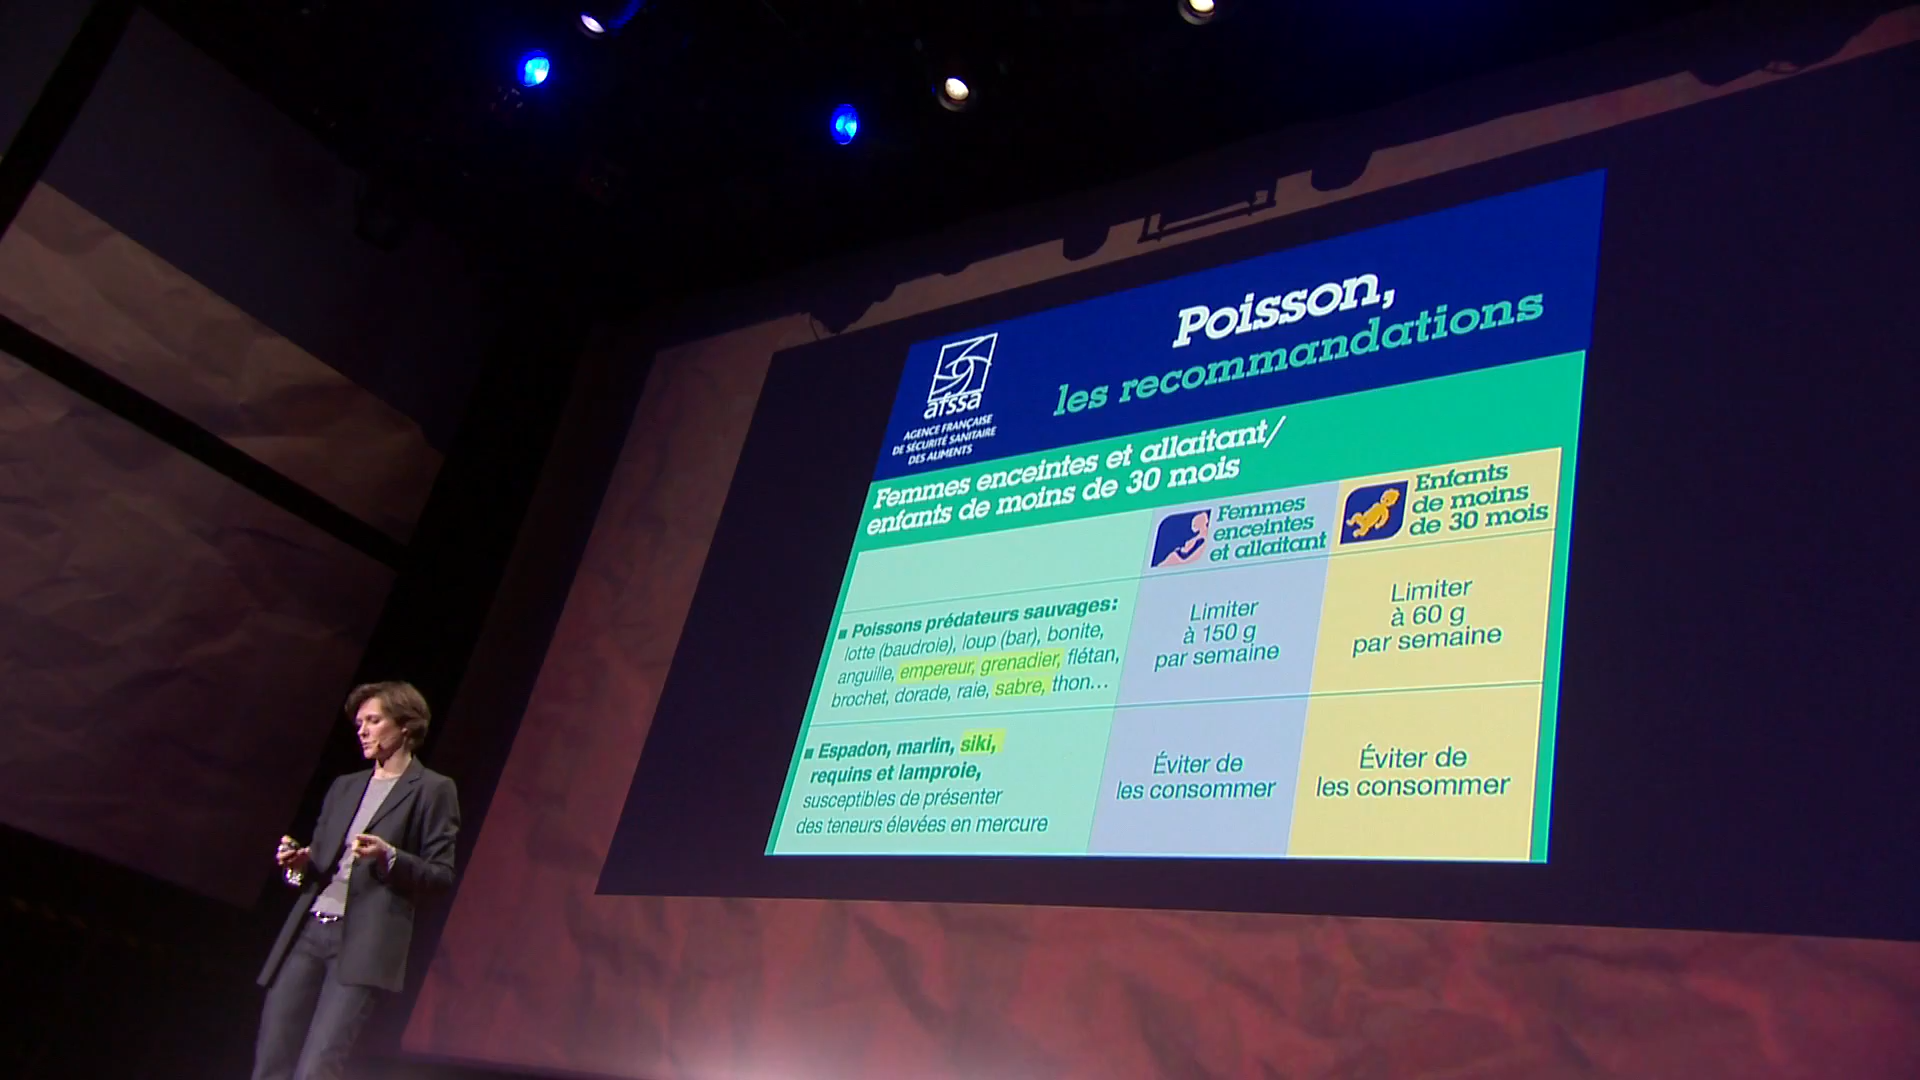 Poisson,
les recommandations
afssa
AGENCE FRANÇAISE
DE SÉCURITÉ SANITAIRE
DES ALIMENTS
Femmes enceintes et allaitant/
enfants de moins de 30 mois
Femmes
enceintes
et allaitant
Enfants
de moins
de 30 mois
▪ Poissons prédateurs sauvages:
lotte (baudroie), loup (bar), bonite,
anguille, empereur, grenadier, flétan,
brochet, dorade, raie, sabre, thon...
Limiter
à 150 g
par semaine
Limiter
à 60 g
par semaine
▪ Espadon, marlin, siki,
requins et lamproie,
susceptibles de présenter
des teneurs élevées en mercure
Éviter de
les consommer
Éviter de
les consommer